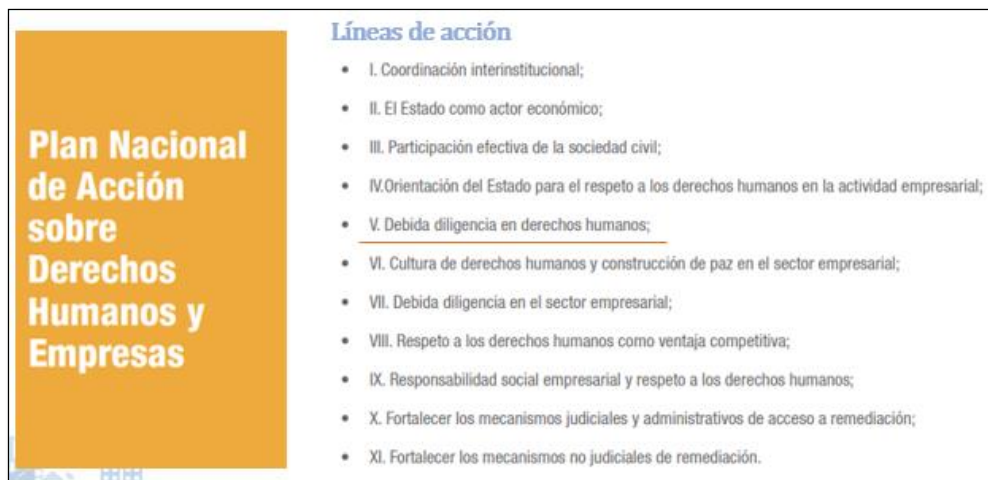 Plan Nacional
de Acción
sobre
Derechos
Humanos y
Empresas
Líneas de acción
• I. Coordinación interinstitucional;
• II. El Estado como actor económico;
• III. Participación efectiva de la sociedad civil;
• IV.Orientación del Estado para el respeto a los derechos humanos en la actividad empresarial;
• V. Debida diligencia en derechos humanos;
• VI. Cultura de derechos humanos y construcción de paz en el sector empresarial;
• VII. Debida diligencia en el sector empresarial;
• VIII. Respeto a los derechos humanos como ventaja competitiva;
• IX. Responsabilidad social empresarial y respeto a los derechos humanos;
• X. Fortalecer los mecanismos judiciales y administrativos de acceso a remediación;
• XI. Fortalecer los mecanismos no judiciales de remediación.